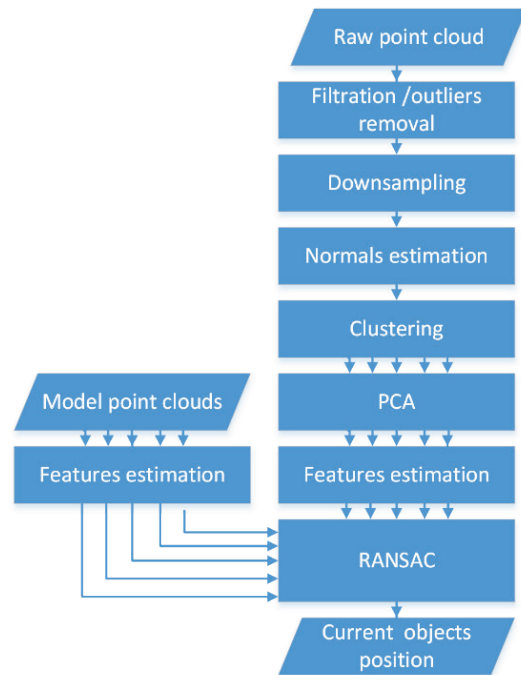 Raw point cloud
Filtration /outliers
removal
Downsampling
Normals estimation
Clustering
Model point clouds
PCA
Features estimation
Features estimation
RANSAC
Current objects
position